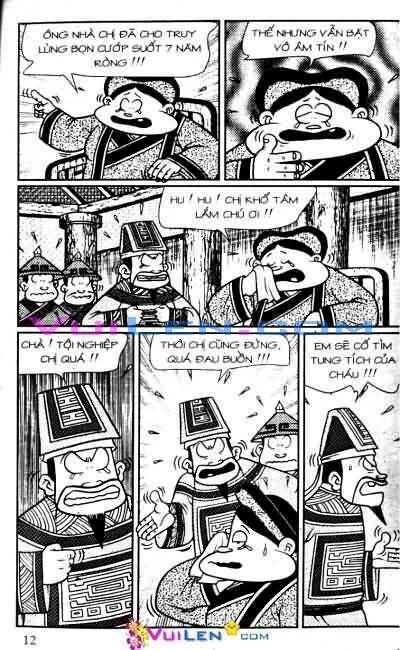 ÔNG NHÀ CHỊ ĐÃ CHO TRUY
LÙNG BỌN CƯỚP SUỐT 7 NĂM
RÒNG !!!
THẾ NHƯNG VẪN BẶT
VÔ ÂM TÍN !!
HU ! HU ! CHỊ KHỔ TÂM
LẮM CHÚ ƠI !!!
VUILEN.COM
CHÀ ! TỘI NGHIỆP
CHỊ QUÁ !!
THÔI CHỊ CŨNG ĐỪNG,
QUÁ ĐAU BUỒN !!
EM SẼ CỐ TÌM
TUNG TÍCH CỦA
CHÁU !!!
12
VUILEN COM